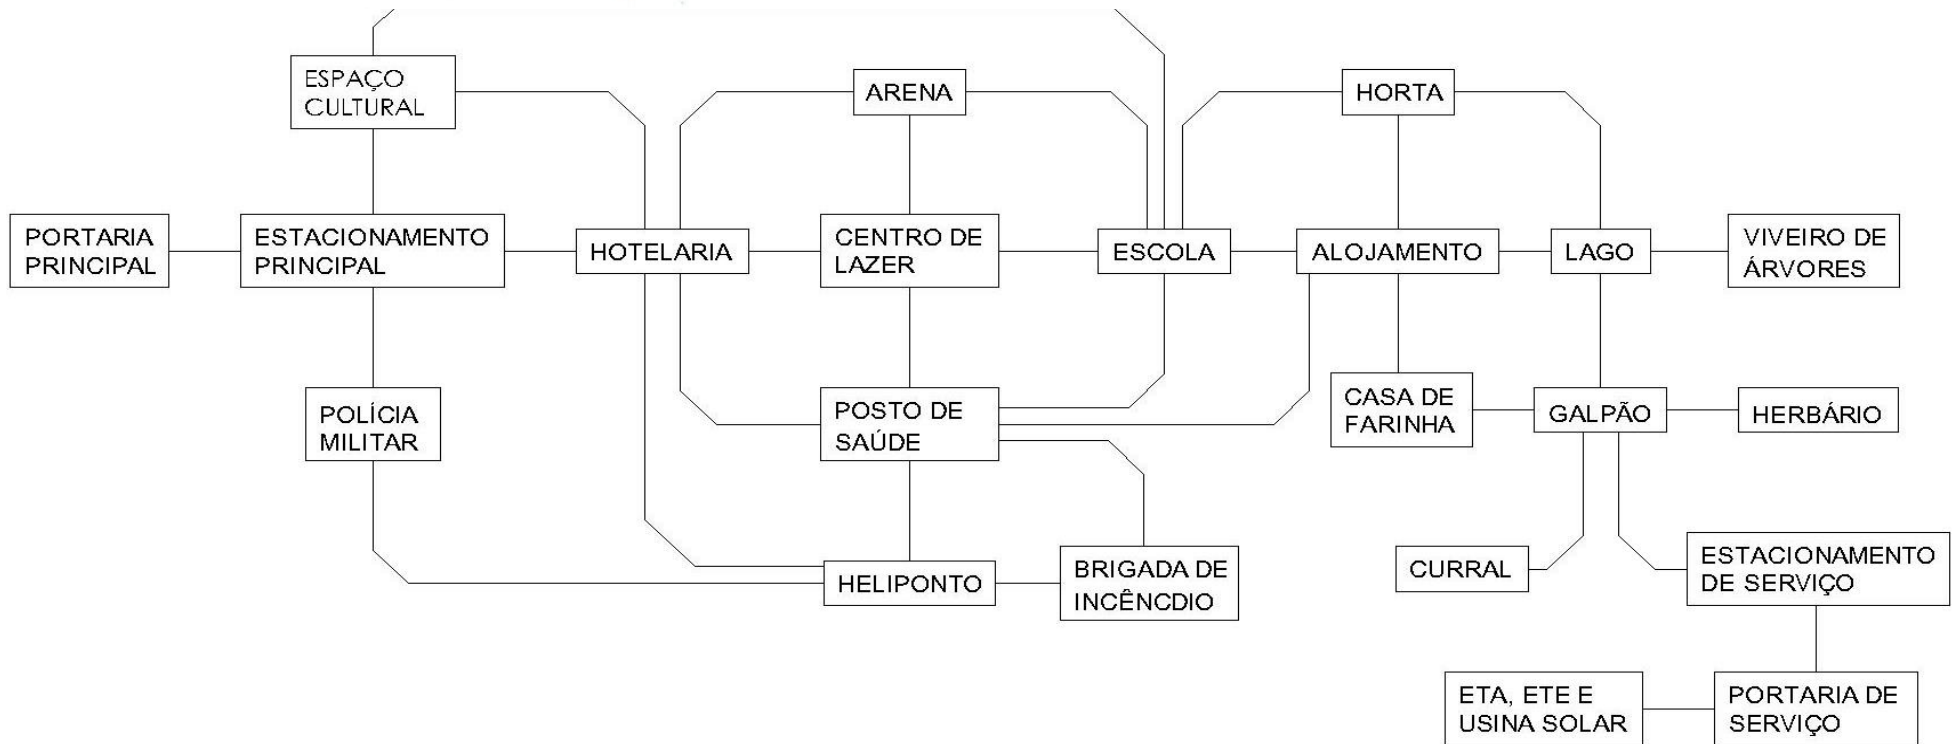 ESPAÇO
CULTURAL
ARENA
HORTA
PORTARIA
PRINCIPAL
ESTACIONAMENTO
PRINCIPAL
HOTELARIA
CENTRO DE
LAZER
ESCOLA
ALOJAMENTO
LAGO
VIVEIRO DE
ÁRVORES
POLÍCIA
MILITAR
POSTO DE
SAÚDE
CASA DE
FARINHA
GALPÃO
HERBÁRIO
HELIPONTO
BRIGADA DE
INCÊNCDIO
CURRAL
ESTACIONAMENTO
DE SERVIÇO
ETA, ETE E
USINA SOLAR
PORTARIA DE
SERVIÇO